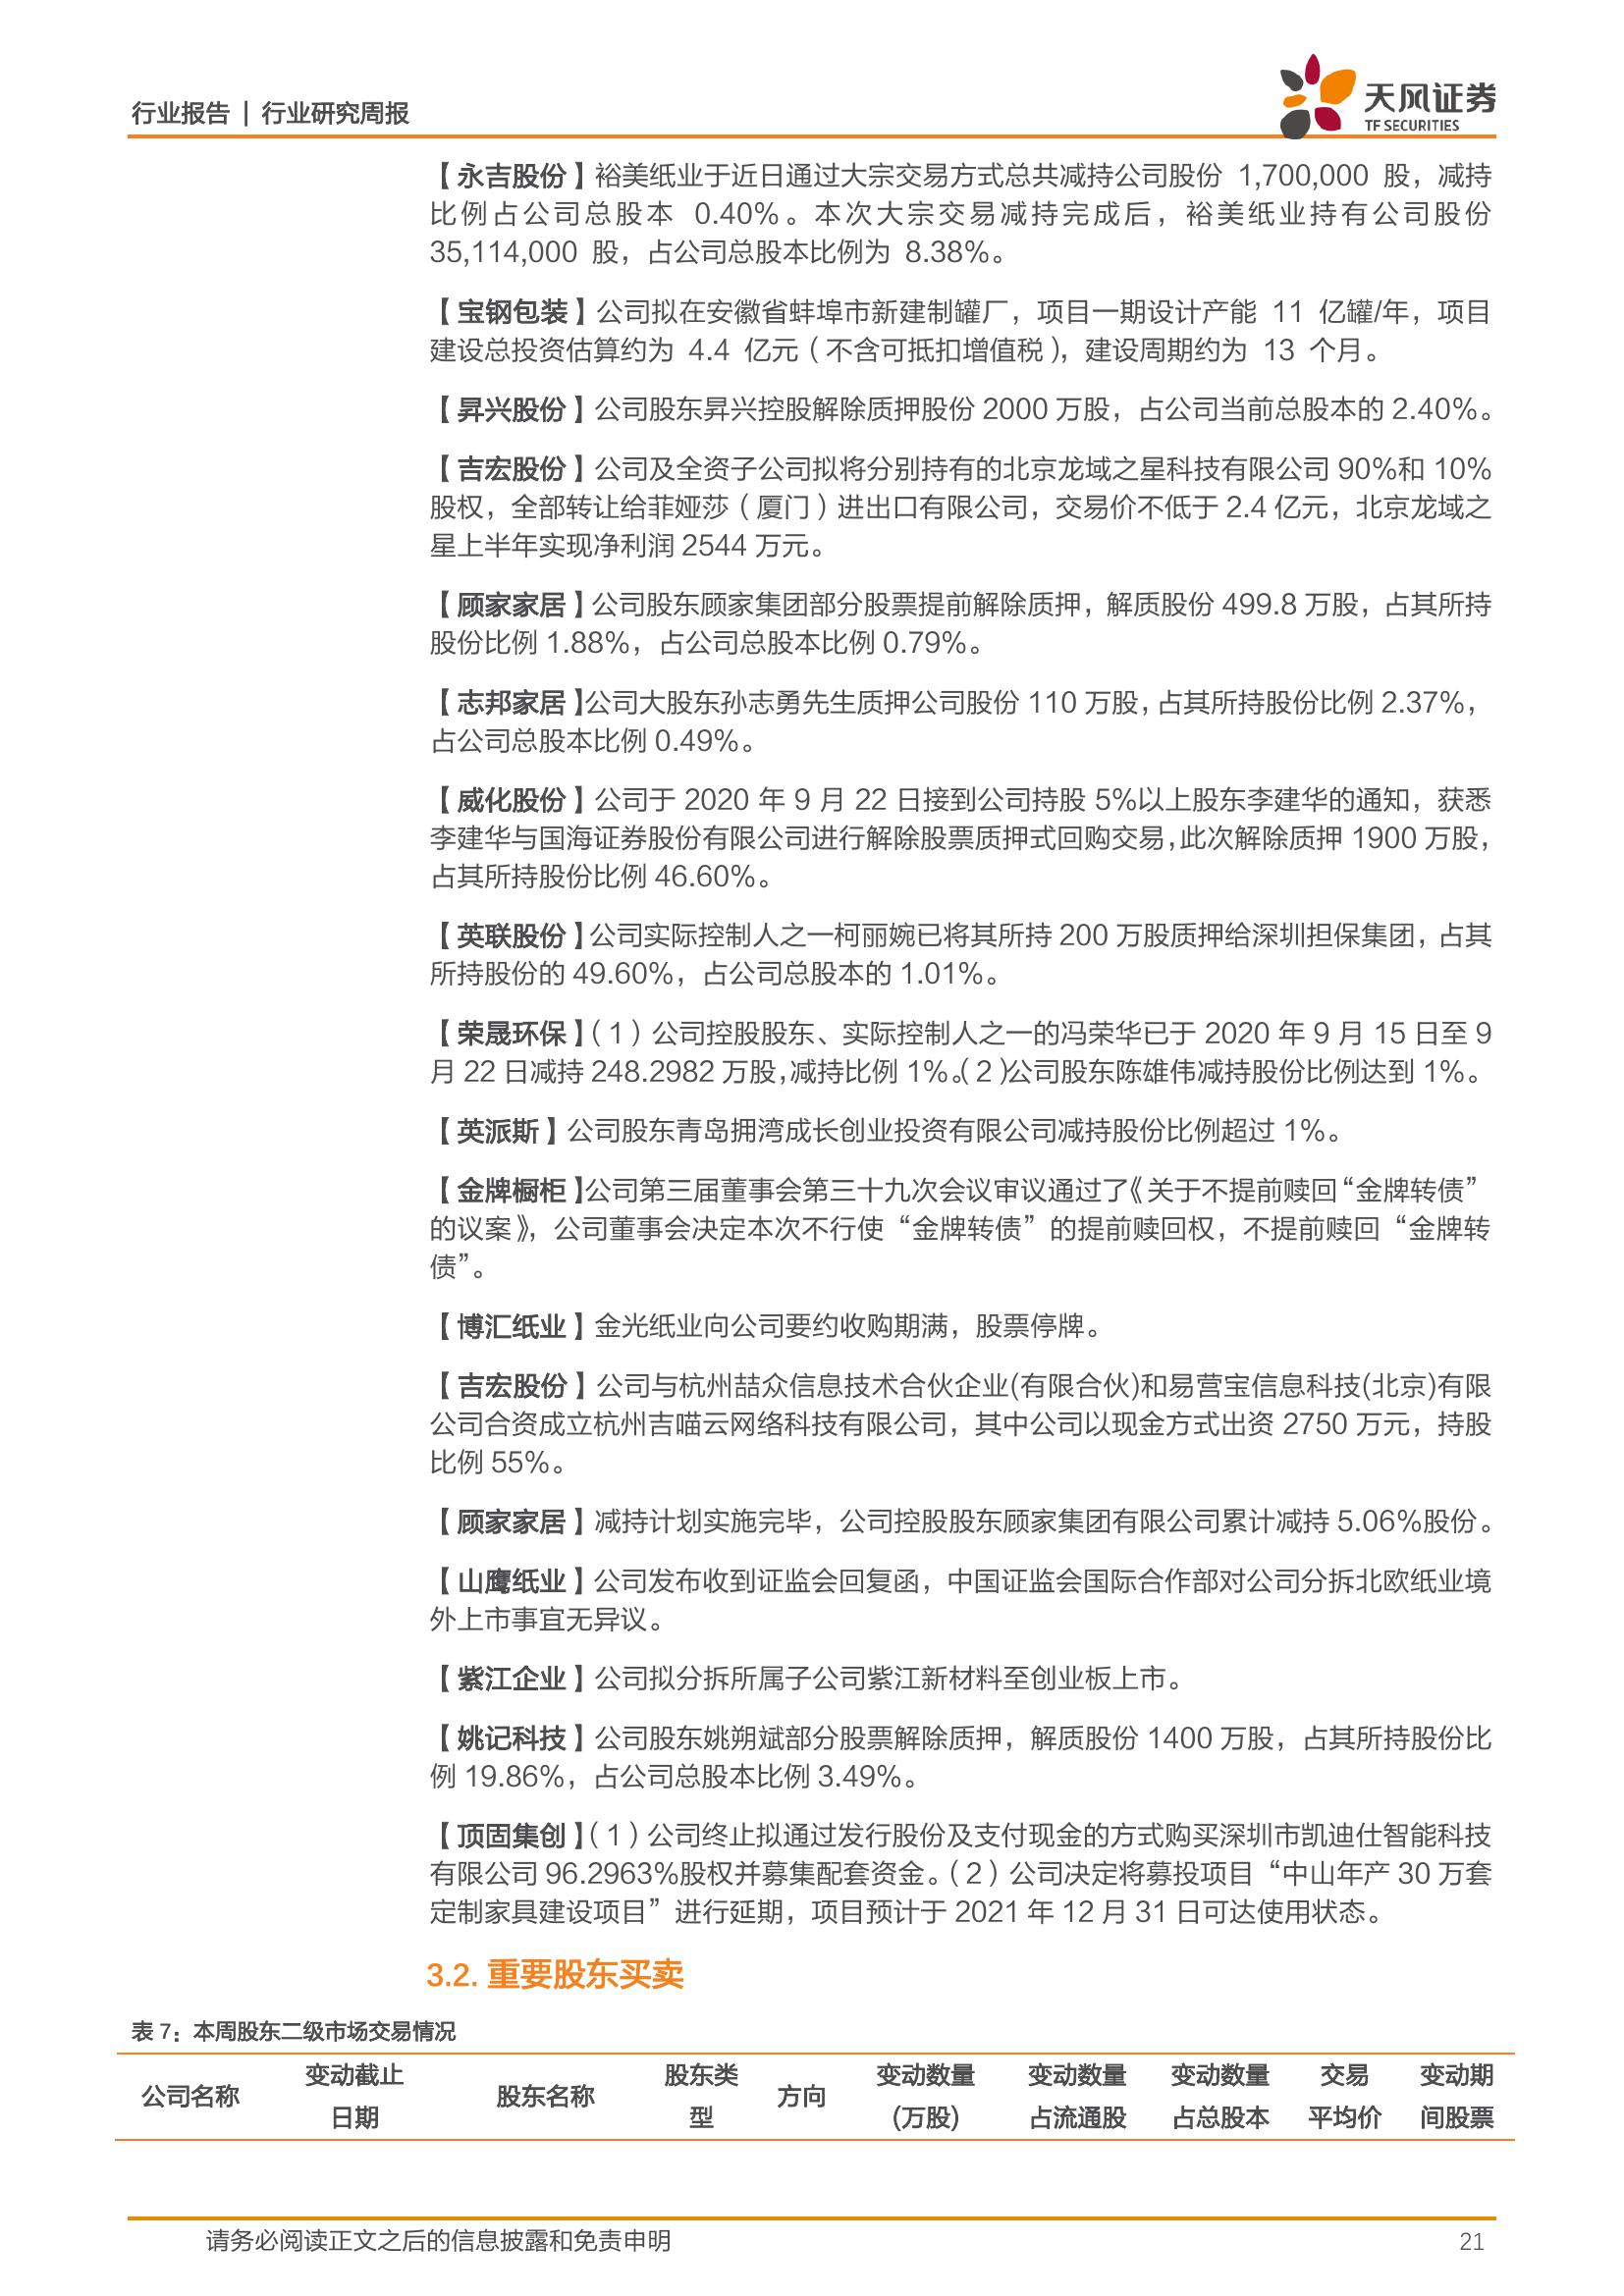 行业报告 | 行业研究周报
天风证券
TF SECURITIES
【永吉股份】裕美纸业于近日通过大宗交易方式总共减持公司股份 1,700,000 股，减持
比例占公司总股本 0.40%。本次大宗交易减持完成后，裕美纸业持有公司股份
35,114,000 股，占公司总股本比例为 8.38%。
【宝钢包装】公司拟在安徽省蚌埠市新建制罐厂，项目一期设计产能 11 亿罐/年，项目
建设总投资估算约为 4.4 亿元（不含可抵扣增值税），建设周期约为 13 个月。
【昇兴股份】公司股东昇兴控股解除质押股份 2000 万股，占公司当前总股本的 2.40%。
【吉宏股份】公司及全资子公司拟将分别持有的北京龙域之星科技有限公司 90%和 10%
股权，全部转让给菲娅莎（厦门）进出口有限公司，交易价不低于 2.4 亿元，北京龙域之
星上半年实现净利润 2544 万元。
【顾家家居】公司股东顾家集团部分股票提前解除质押，解质股份 499.8 万股，占其所持
股份比例 1.88%，占公司总股本比例 0.79%。
【志邦家居】公司大股东孙志勇先生质押公司股份 110 万股，占其所持股份比例 2.37%，
占公司总股本比例 0.49%。
【威化股份】公司于 2020 年 9 月 22 日接到公司持股 5%以上股东李建华的通知，获悉
李建华与国海证券股份有限公司进行解除股票质押式回购交易，此次解除质押 1900 万股，
占其所持股份比例 46.60%。
【英联股份】公司实际控制人之一柯丽婉已将其所持 200 万股质押给深圳担保集团，占其
所持股份的 49.60%，占公司总股本的 1.01%。
【荣晟环保】（1）公司控股股东、实际控制人之一的冯荣华已于 2020 年 9 月 15 日至 9
月 22 日减持 248.2982 万股，减持比例 1%。（2）公司股东陈雄伟减持股份比例达到 1%。
【英派斯】公司股东青岛拥湾成长创业投资有限公司减持股份比例超过 1%。
【金牌橱柜】公司第三届董事会第三十九次会议审议通过了《关于不提前赎回“金牌转债”
的议案》，公司董事会决定本次不行使“金牌转债”的提前赎回权，不提前赎回“金牌转
债”。
【博汇纸业】金光纸业向公司要约收购期满，股票停牌。
【吉宏股份】公司与杭州喆众信息技术合伙企业(有限合伙)和易营宝信息科技(北京)有限
公司合资成立杭州吉喵云网络科技有限公司，其中公司以现金方式出资 2750 万元，持股
比例 55%。
【顾家家居】减持计划实施完毕，公司控股股东顾家集团有限公司累计减持 5.06%股份。
【山鹰纸业】公司发布收到证监会回复函，中国证监会国际合作部对公司分拆北欧纸业境
外上市事宜无异议。
【紫江企业】公司拟分拆所属子公司紫江新材料至创业板上市。
【姚记科技】公司股东姚朔斌部分股票解除质押，解质股份 1400 万股，占其所持股份比
例 19.86%，占公司总股本比例 3.49%。
【顶固集创】（1）公司终止拟通过发行股份及支付现金的方式购买深圳市凯迪仕智能科技
有限公司 96.2963%股权并募集配套资金。（2）公司决定将募投项目“中山年产 30 万套
定制家具建设项目”进行延期，项目预计于 2021 年 12 月 31 日可达使用状态。
3.2. 重要股东买卖
表 7：本周股东二级市场交易情况
公司名称 变动截止 股东名称 股东类 方向 变动数量 变动数量 变动数量 交易 变动期
日期 型 (万股) 占流通股 占总股本 平均价 间股票
请务必阅读正文之后的信息披露和免责申明 21